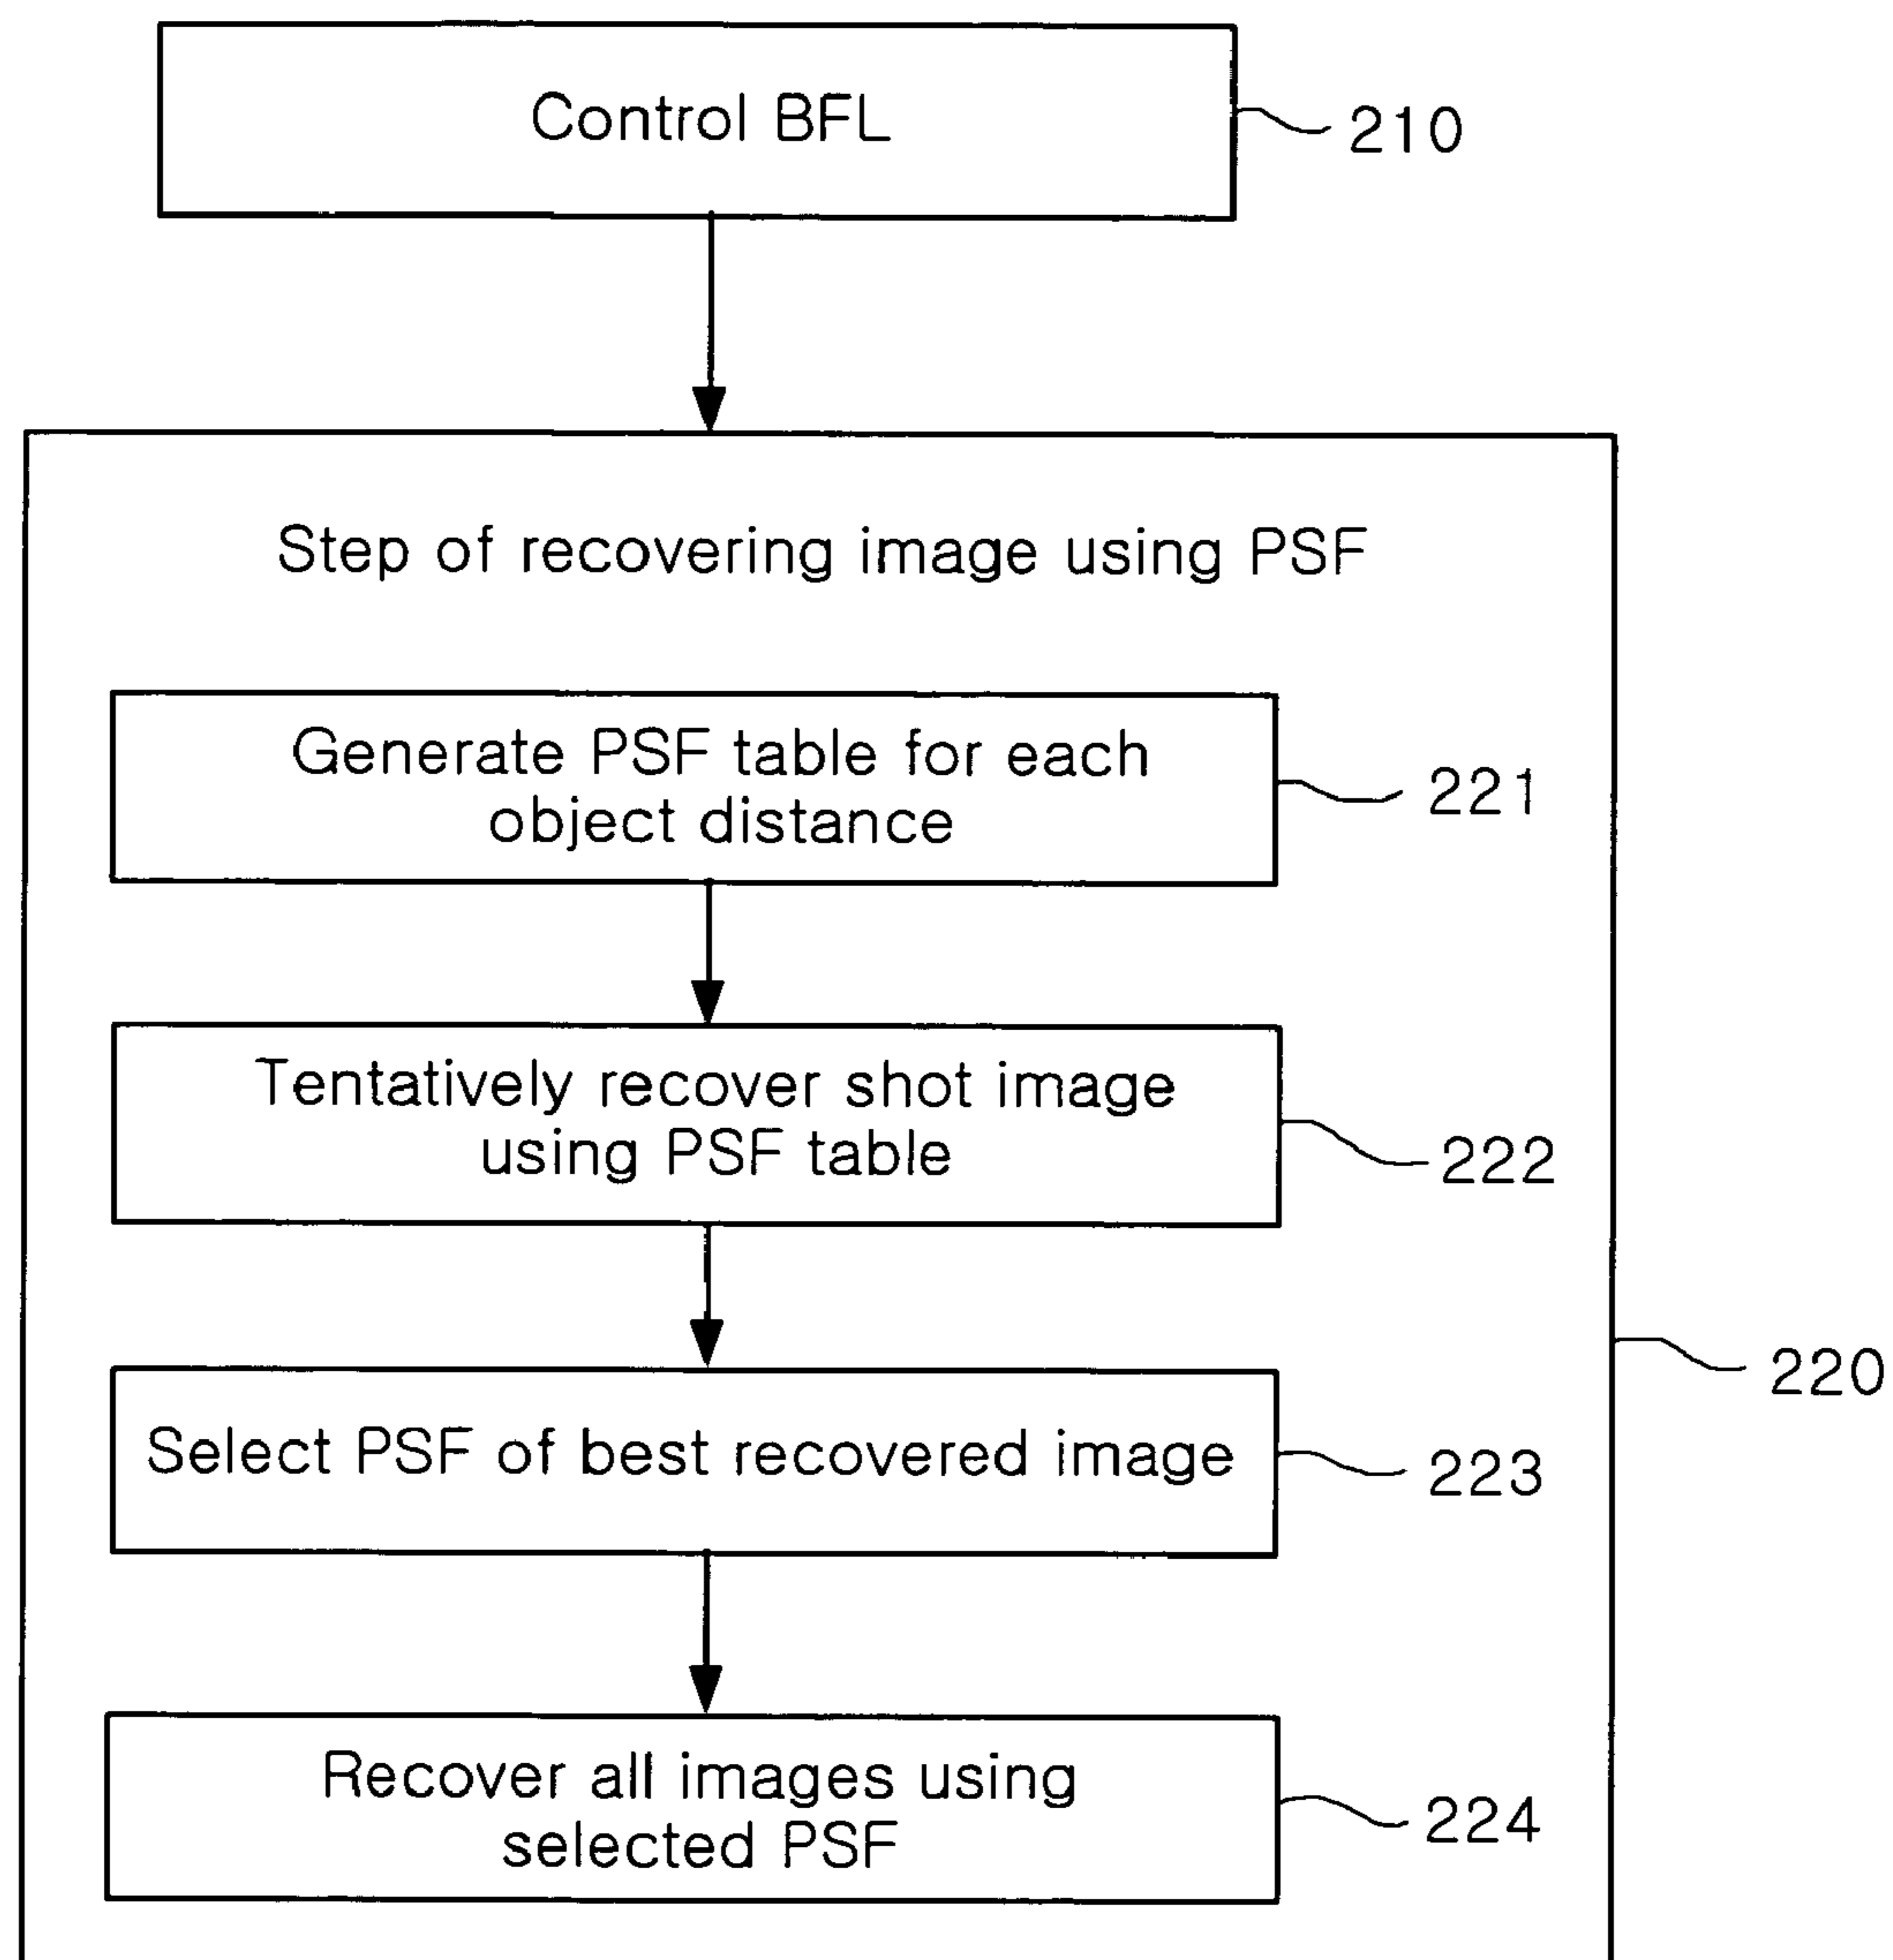 Control BFL
210
Step of recovering image using PSF
Generate PSF table for each
object distance
221
Tentatively recover shot image
using PSF table
222
220
Select PSF of best recovered image
223
Recover all images using
selected PSF
224